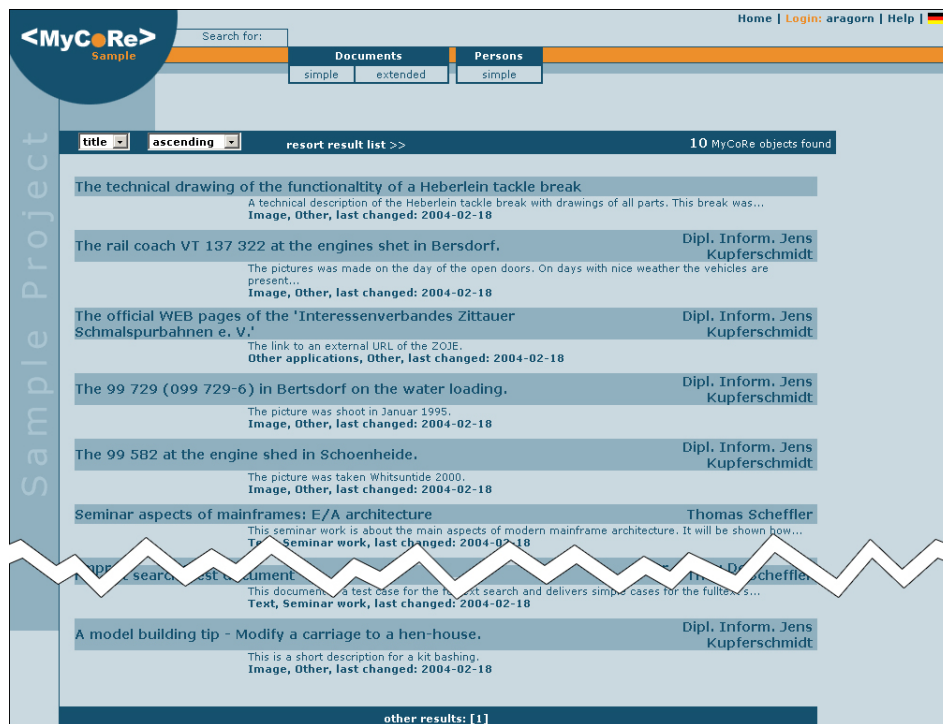 Home | Login: aragorn | Help |
<MyCoRe>
Sample
Search for:
Documents
Persons
simple
extended
simple
Sample Project
title
ascending
resort result list >>
10 MyCoRe objects found
The technical drawing of the functionaltity of a Heberlein tackle break
A technical description of the Heberlein tackle break with drawings of all parts. This break was...
Image, Other, last changed: 2004-02-18
The rail coach VT 137 322 at the engines shet in Bersdorf.
Dipl. Inform. Jens
Kupferschmidt
The pictures was made on the day of the open doors. On days with nice weather the vehicles are
present...
Image, Other, last changed: 2004-02-18
The official WEB pages of the 'Interessenverbandes Zittauer
Schmalspurbahnen e. V.'
Dipl. Inform. Jens
Kupferschmidt
The link to an external URL of the ZOJE.
Other applications, Other, last changed: 2004-02-18
The 99 729 (099 729-6) in Bertsdorf on the water loading.
Dipl. Inform. Jens
Kupferschmidt
The picture was shoot in Januar 1995.
Image, Other, last changed: 2004-02-18
The 99 582 at the engine shed in Schoenheide.
Dipl. Inform. Jens
Kupferschmidt
The picture was taken Whitsuntide 2000.
Image, Other, last changed: 2004-02-18
Seminar aspects of mainframes: E/A architecture
Thomas Scheffler
This seminar work is about the main aspects of modern mainframe architecture. It will be shown how...
Text, Seminar work, last changed: 2004-02-18
search test document
Scheffler
This document a test case for the search and delivers simple cases for the
Text, Seminar work, last changed: 2004-02-18
A model building tip - Modify a carriage to a hen-house.
Dipl. Inform. Jens
Kupferschmidt
This is a short description for a kit bashing.
Image, Other, last changed: 2004-02-18
other results: [1]